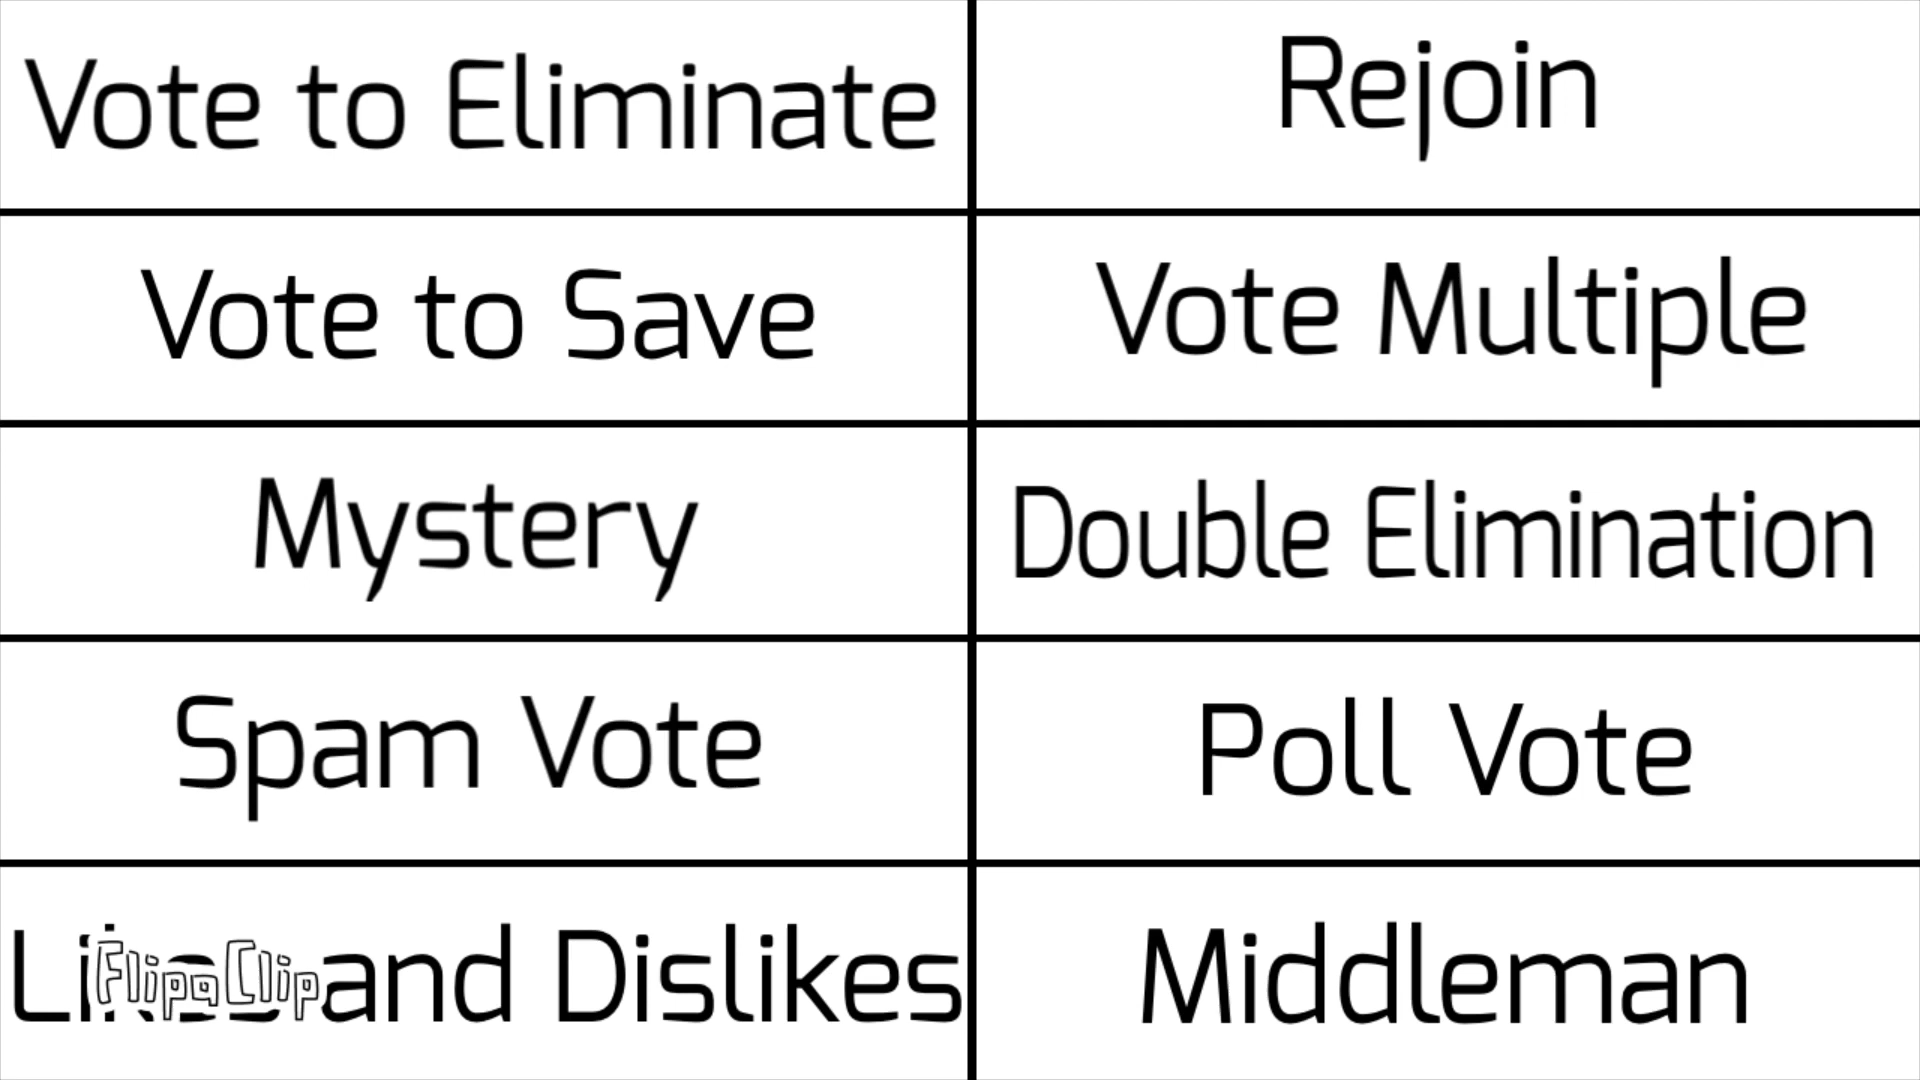 Vote to Eliminate
Rejoin
Vote to Save
Vote Multiple
Mystery
Double Elimination
Spam Vote
Poll Vote
FlipaClip and Dislikes
Middleman